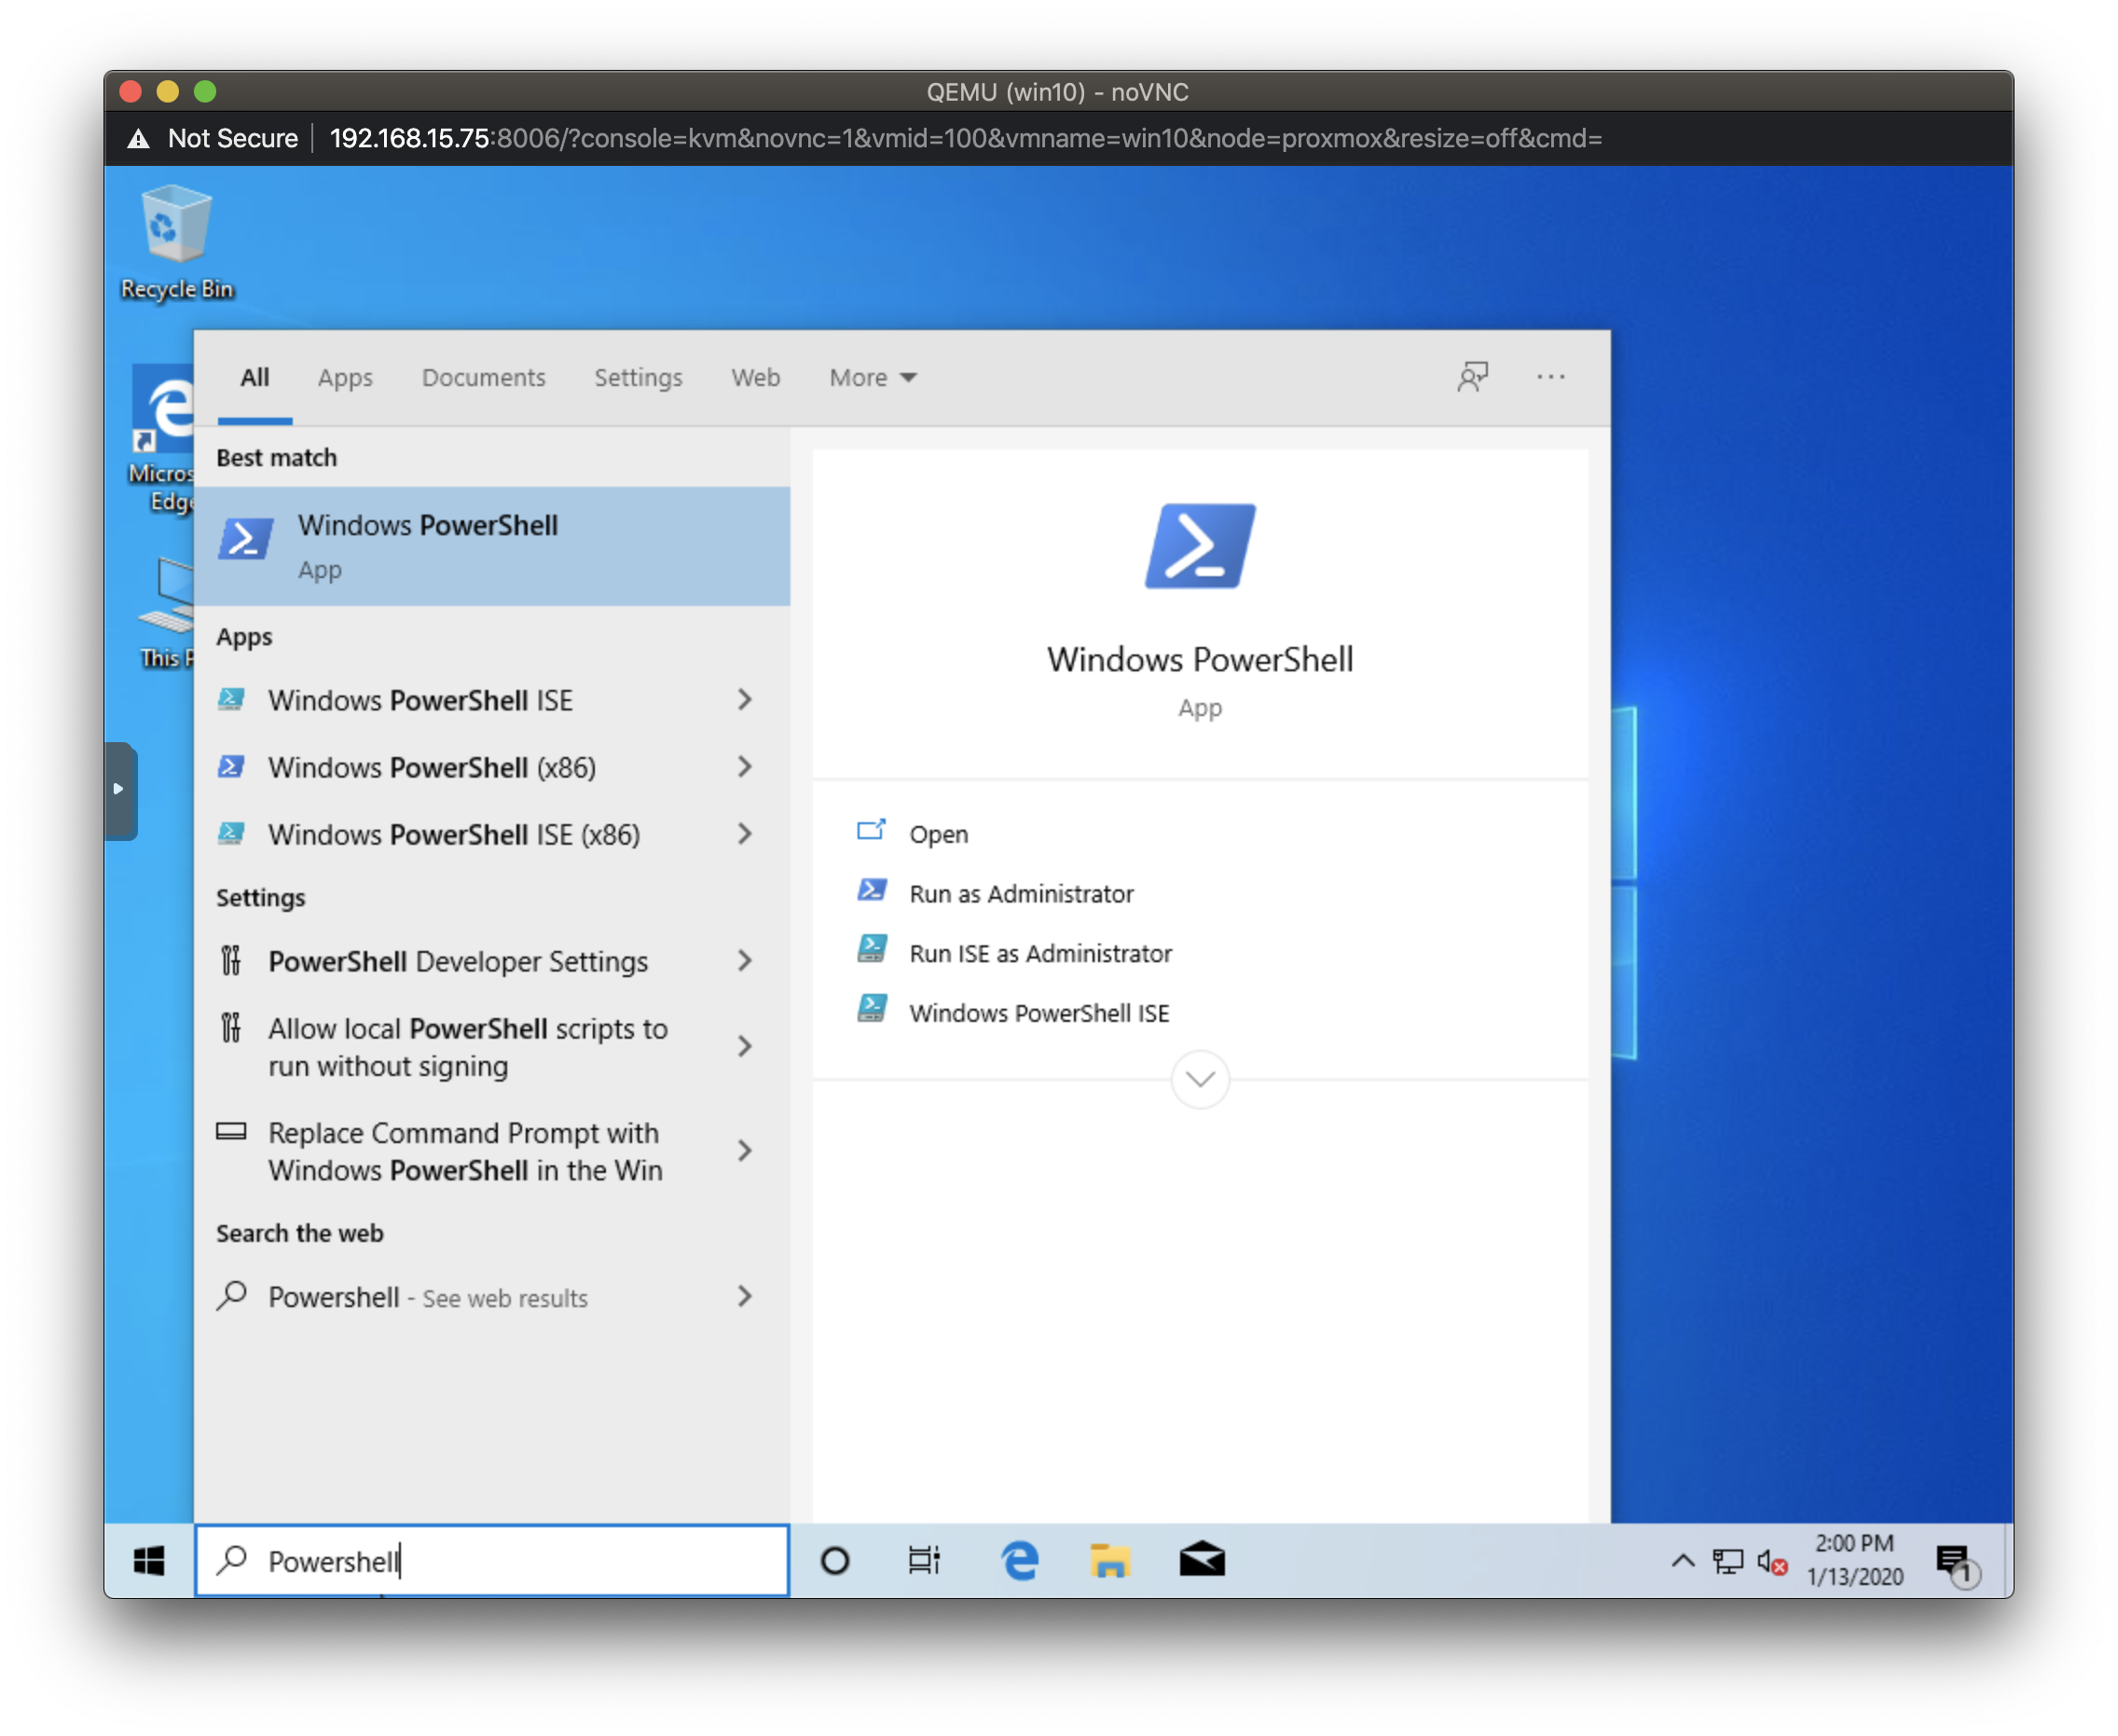 QEMU (win10) - noVNC
Not Secure 192.168.15.75:8006/?console=kvm&novnc=1&vmid=100&vmname=win10&node=proxmox&resize=off&cmd=
Recycle Bin
All Apps Documents Settings Web More
Micros
Edge
This P
Best match
Windows PowerShell
App
Apps
Windows PowerShell ISE
Windows PowerShell (x86)
Windows PowerShell ISE (x86)
Settings
PowerShell Developer Settings
Allow local PowerShell scripts to
run without signing
Replace Command Prompt with
Windows PowerShell in the Win
Search the web
Powershell - See web results
Windows PowerShell
App
Open
Run as Administrator
Run ISE as Administrator
Windows PowerShell ISE
Powershell
2:00 PM
1/13/2020
1